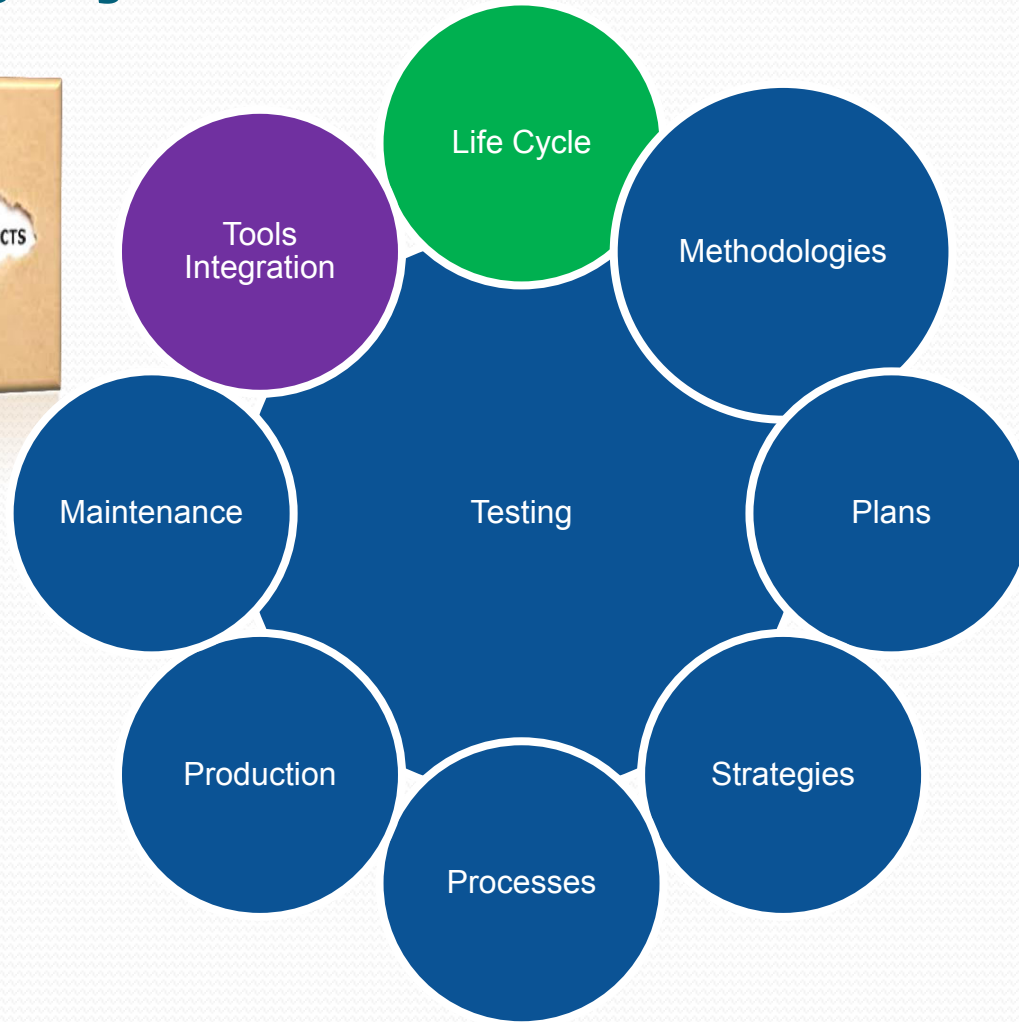 Life Cycle
Methodologies
Plans
Strategies
Processes
Production
Maintenance
Tools
Integration
Testing